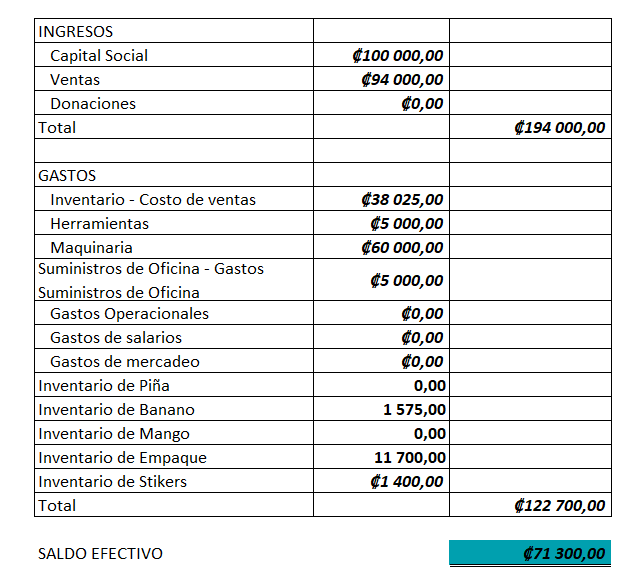 INGRESOS
Capital Social ₡100 000,00
Ventas ₡94 000,00
Donaciones ₡0,00
Total ₡194 000,00
GASTOS
Inventario - Costo de ventas ₡38 025,00
Herramientas ₡5 000,00
Maquinaria ₡60 000,00
Suministros de Oficina - Gastos
Suministros de Oficina ₡5 000,00
Gastos Operacionales ₡0,00
Gastos de salarios ₡0,00
Gastos de mercadeo ₡0,00
Inventario de Piña 0,00
Inventario de Banano 1 575,00
Inventario de Mango 0,00
Inventario de Empaque 11 700,00
Inventario de Stikers ₡1 400,00
Total ₡122 700,00
SALDO EFECTIVO ₡71 300,00